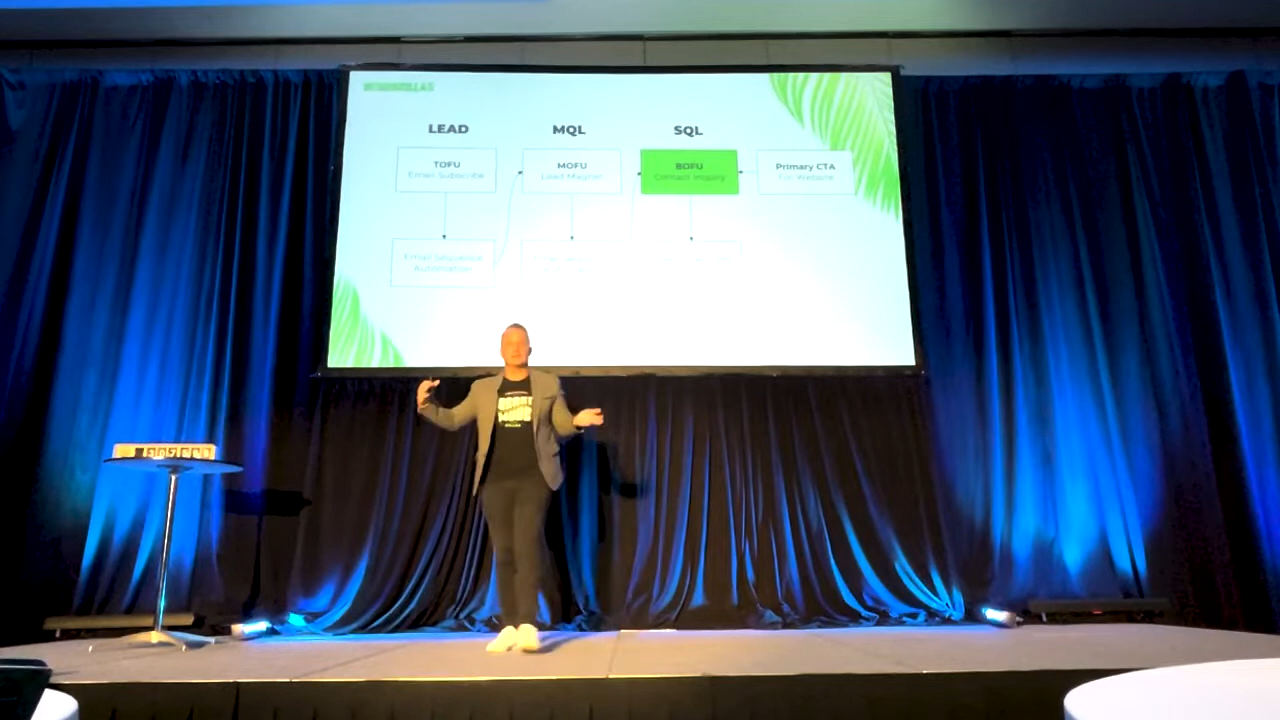 LEAD
MQL
SQL
TOFU
Email Subscribe
MOFU
Lead Magnet
BOFU
Contact Inquiry
Primary CTA
For Website
Email Sequence
Automation